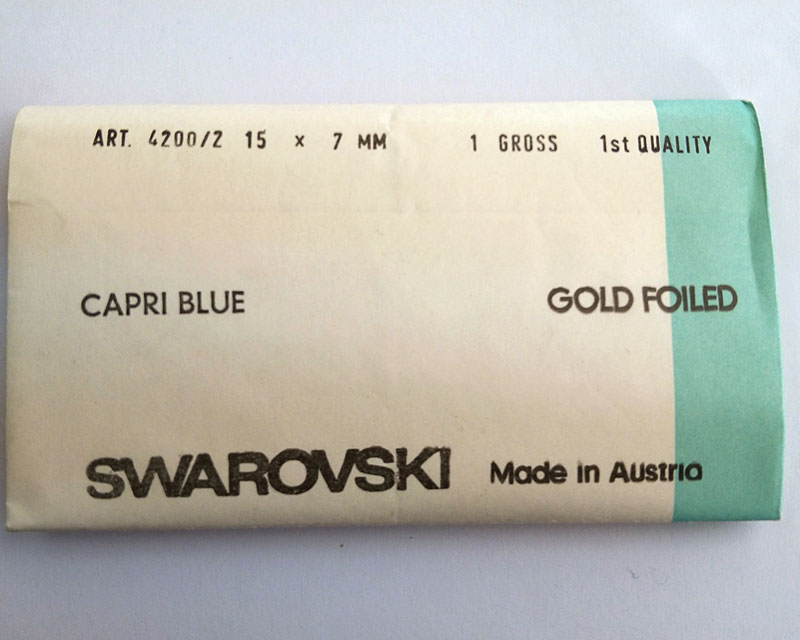 ART. 4200/2 15 x 7 MM 1 GROSS 1st QUALITY
CAPRI BLUE GOLD FOILED
SWAROVSKI Made in Austria